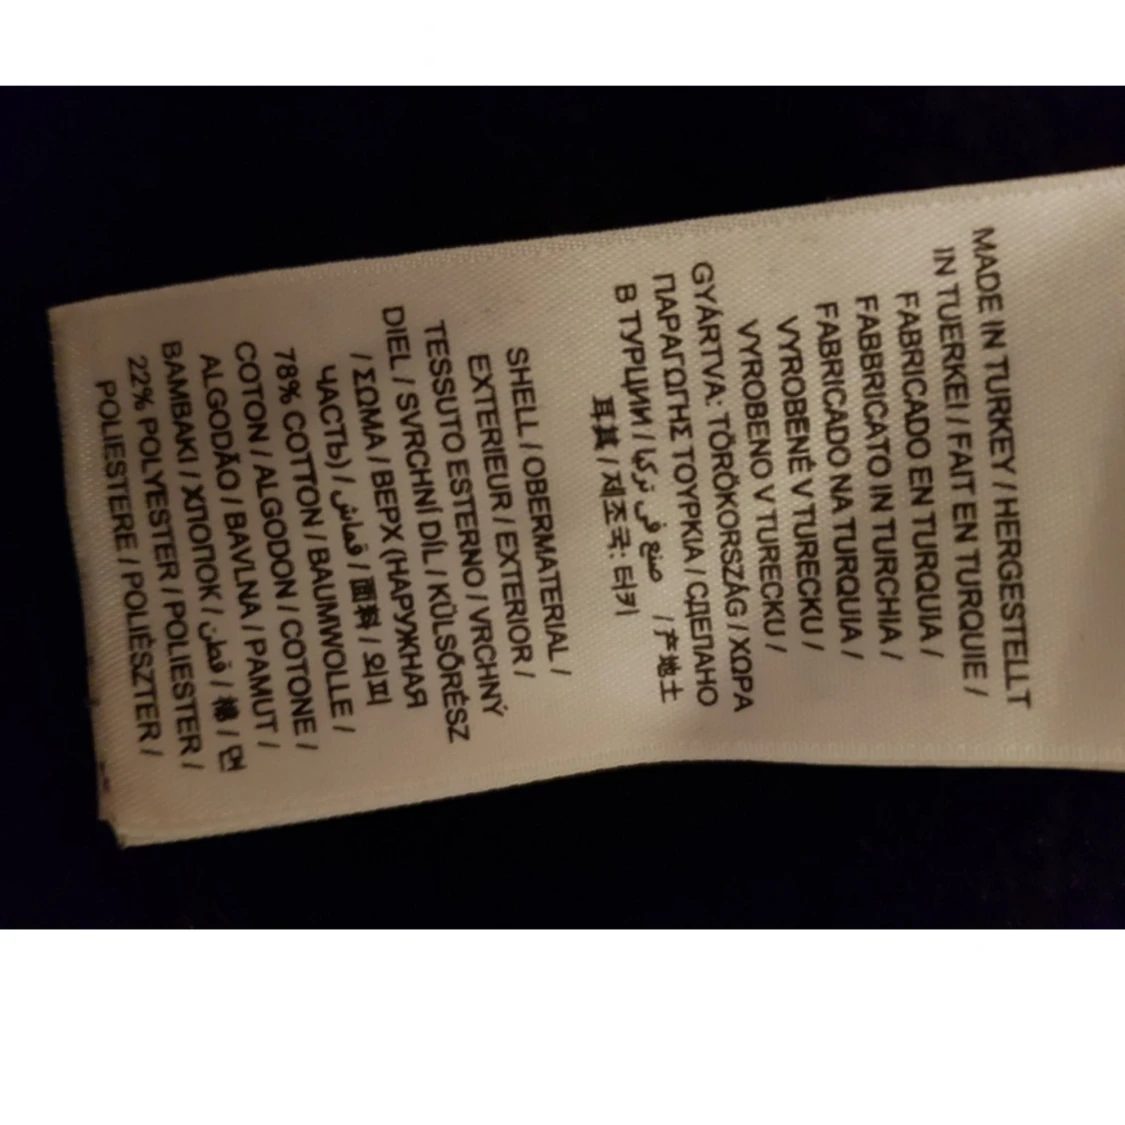 MADE IN TURKEY / HERGESTELLT
IN TUERKEI / FAIT EN TURQUIE /
FABRICADO EN TURQUIA /
FABBRICATO IN TURCHIA /
FABRICADO NA TURQUIA /
VYROBENÉ V TURECKU /
VYROBENO V TURECKU /
GYÁRTVA: TÖRÖKORSZÁG / ΧΩΡΑ
ΠΑΡΑΓΩΓΗΣ ΤΟΥΡΚΙΑ / СДЕЛАНО
В ТУРЦИИ / صنع في تركيا / 产地土
耳其 / 제조국: 터키
SHELL / OBERMATERIAL /
EXTERIEUR / EXTERIOR /
TESSUTO ESTERNO / VRCHNÝ
DIEL / SVRCHNÍ DÍL / KÜLSŐRÉSZ
/ ΣΩΜΑ / ВЕРХ (НАРУЖНАЯ
ЧАСТЬ) / قماش / 面料 / 외피
78% COTTON / BAUMWOLLE /
COTON / ALGODON / COTONE /
ALGODÃO / BAVLNA / PAMUT /
BAMBAKI / ХЛОПОК / قطن / 棉 / 면
22% POLYESTER / POLIESTER /
POLIESTERE / POLIÉSZTER /